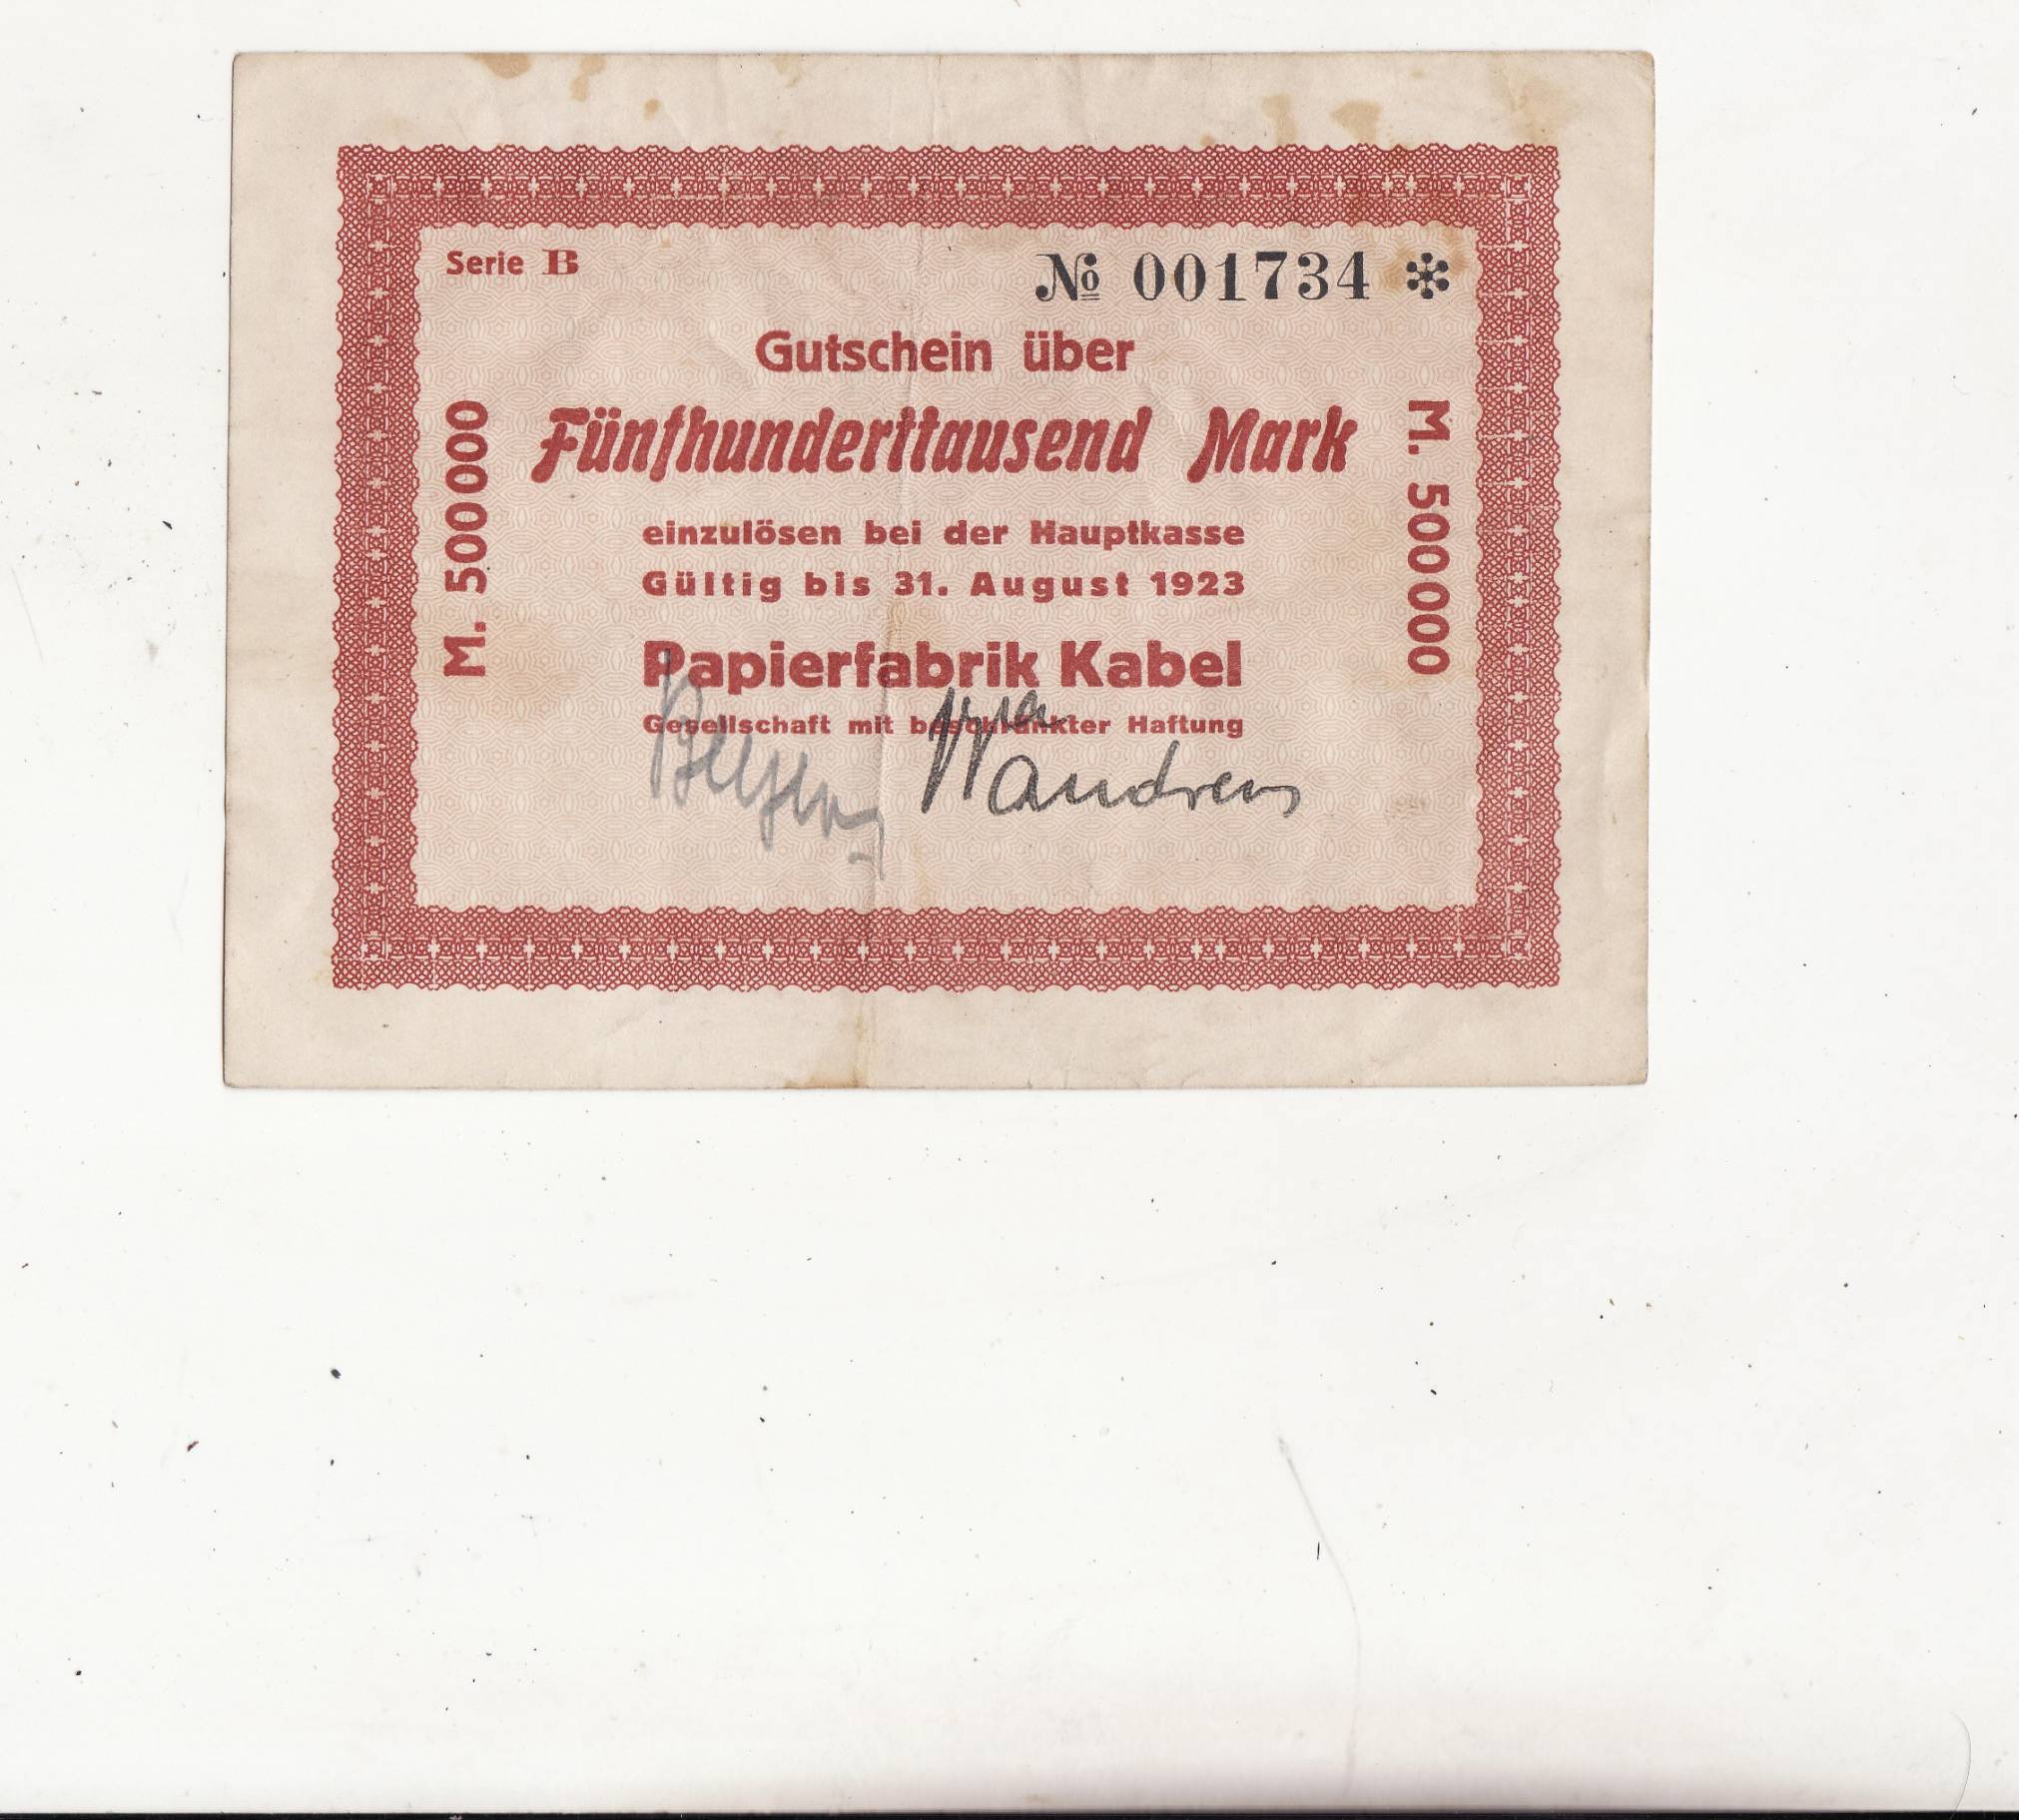 Serie B
№ 001734 *
Gutschein über
Fünfhunderttausend Mark
M. 500000
M. 500000
einzulösen bei der Hauptkasse
Gültig bis 31. August 1923
Papierfabrik Kabel
Gesellschaft mit beschränkter Haftung